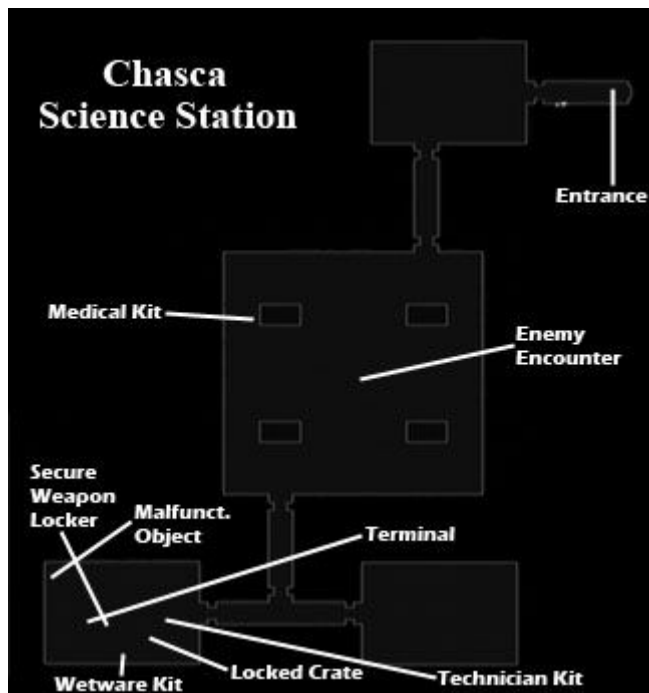 Chasca
Science Station
Entrance
Medical Kit
Enemy
Encounter
Secure
Weapon
Locker
Malfunct.
Object
Terminal
Wetware Kit
Locked Crate
Technician Kit